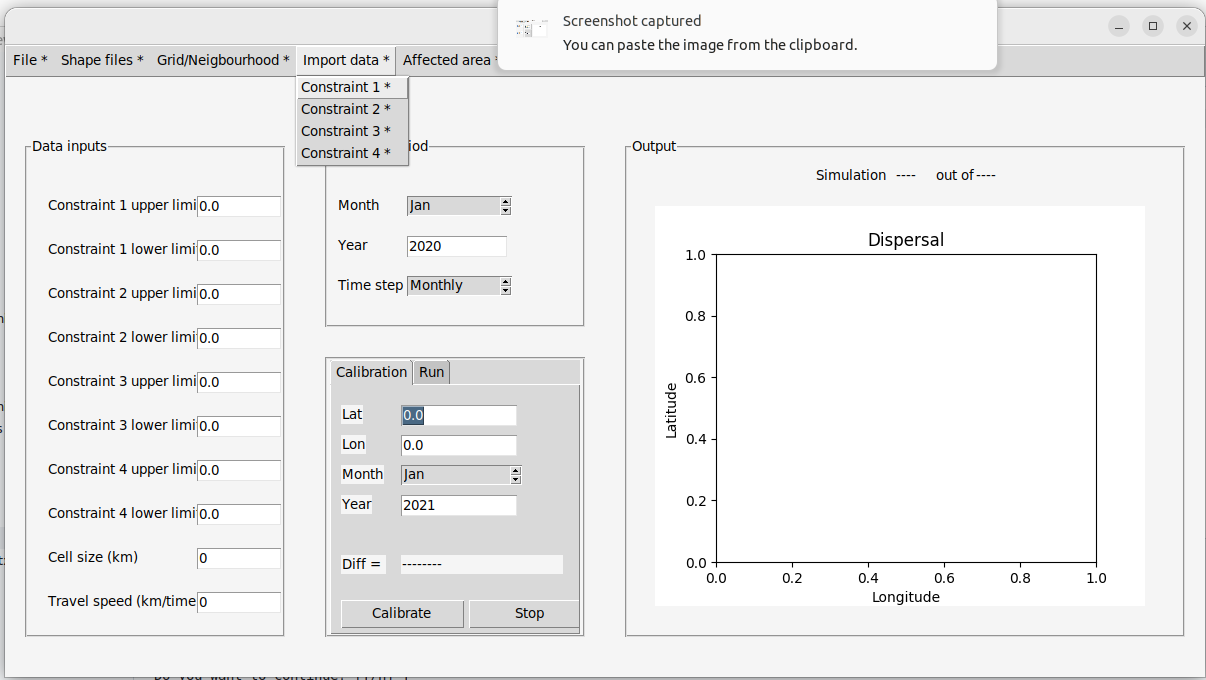 Screenshot captured
You can paste the image from the clipboard.
File * Shape files * Grid/Neigbourhood * Import data * Affected area *
Constraint 1 *
Constraint 2 *
Constraint 3 *
Constraint 4 *
Data inputs
Constraint 1 upper limi 0.0
Constraint 1 lower limi 0.0
Constraint 2 upper limi 0.0
Constraint 2 lower limi 0.0
Constraint 3 upper limi 0.0
Constraint 3 lower limi 0.0
Constraint 4 upper limi 0.0
Constraint 4 lower limi 0.0
Cell size (km) 0
Travel speed (km/time 0
iod
Month Jan
Year 2020
Time step Monthly
Calibration Run
Lat 0.0
Lon 0.0
Month Jan
Year 2021
Diff = --------
Calibrate Stop
Output
Simulation ---- out of ----
Dispersal
1.0
0.8
0.6
0.4
0.2
0.0
Latitude
0.0 0.2 0.4 0.6 0.8 1.0
Longitude